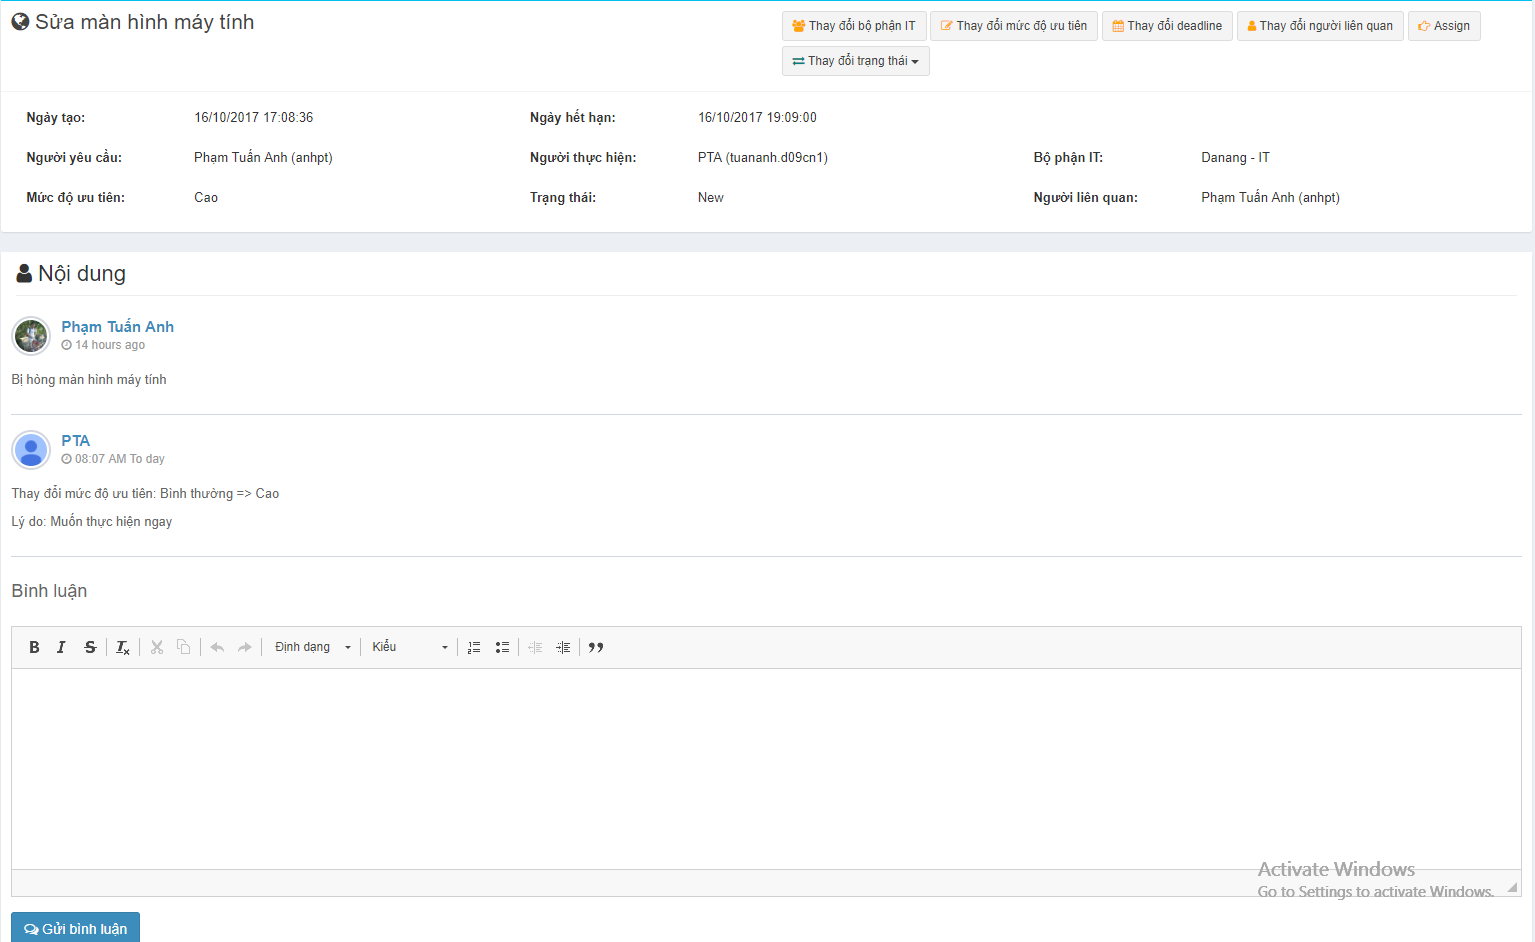 Sửa màn hình máy tính
Thay đổi bộ phận IT Thay đổi mức độ ưu tiên Thay đổi deadline Thay đổi người liên quan Assign
Thay đổi trạng thái
Ngày tạo: 16/10/2017 17:08:36 Ngày hết hạn: 16/10/2017 19:09:00
Người yêu cầu: Phạm Tuấn Anh (anhpt) Người thực hiện: PTA (tuananh.d09cn1) Bộ phận IT: Danang - IT
Mức độ ưu tiên: Cao Trạng thái: New Người liên quan: Phạm Tuấn Anh (anhpt)
Nội dung
Phạm Tuấn Anh
14 hours ago
Bị hòng màn hình máy tính
PTA
08:07 AM To day
Thay đổi mức độ ưu tiên: Bình thường => Cao
Lý do: Muốn thực hiện ngay
Bình luận
B I S Tx Định dạng Kiểu
Activate Windows
Go to Settings to activate Windows.
Gửi bình luận